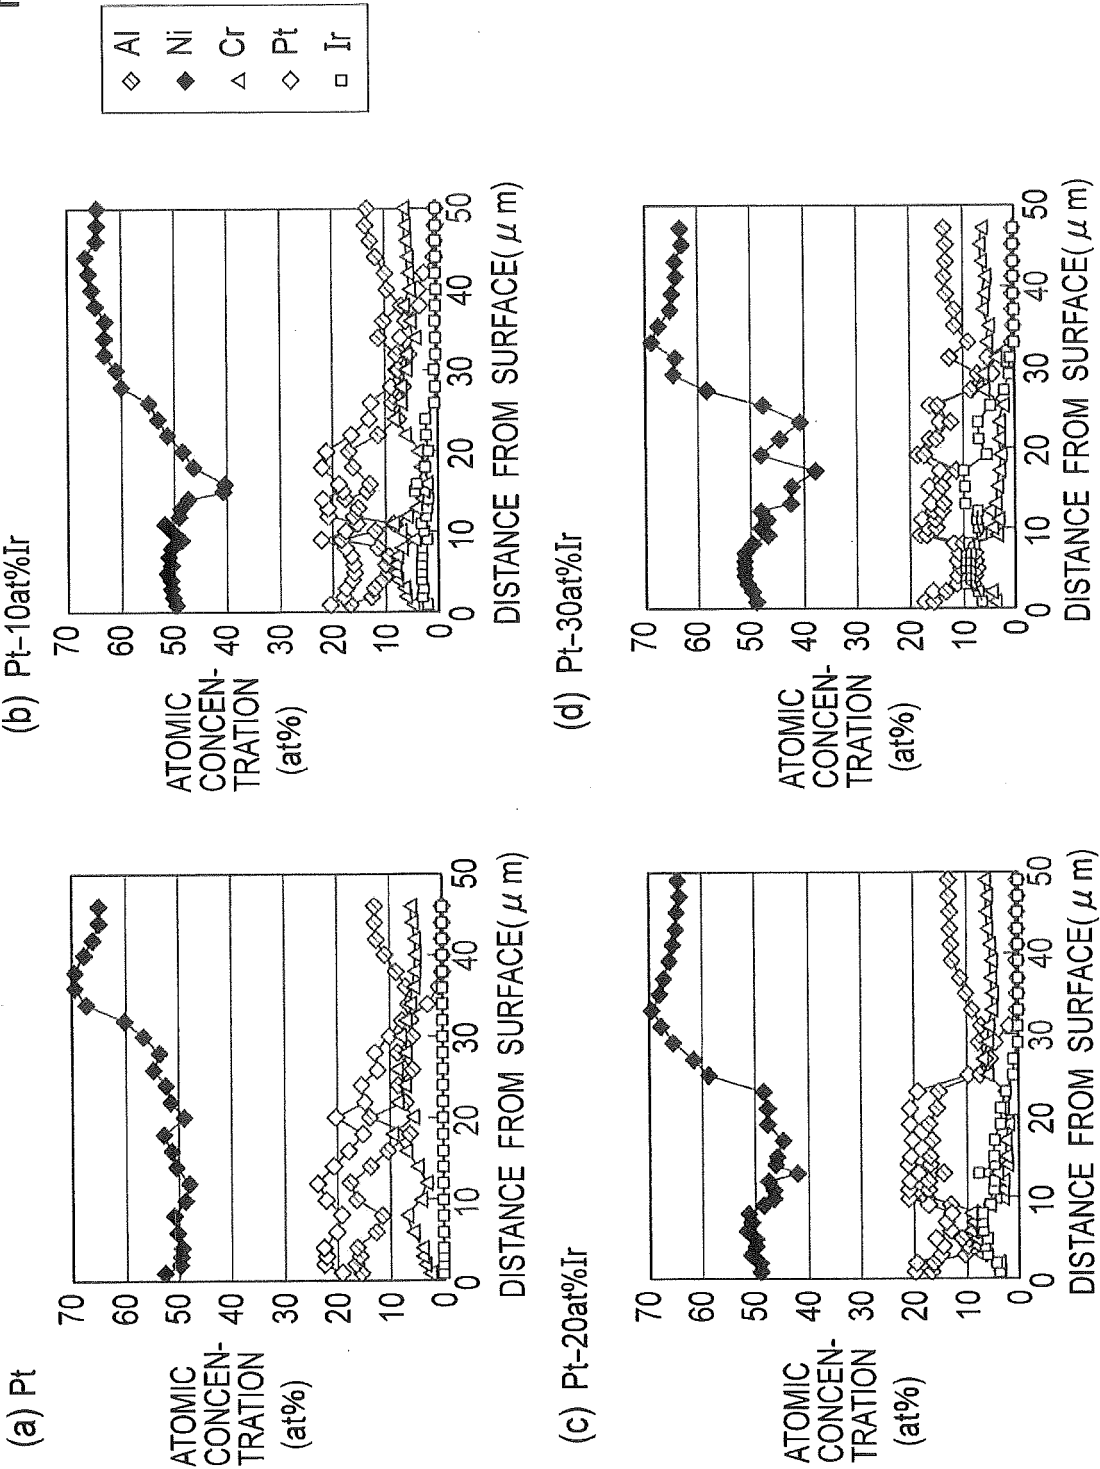 (a) Pt
ATOMIC
CONCEN-
TRATION
(at%)
70
60
50
40
30
20
10
0
0
10
20
30
40
50
DISTANCE FROM SURFACE(μm)
(b) Pt-10at%Ir
ATOMIC
CONCEN-
TRATION
(at%)
70
60
50
40
30
20
10
0
0
10
20
30
40
50
DISTANCE FROM SURFACE(μm)
Al
Ni
Cr
Pt
Ir
(c) Pt-20at%Ir
ATOMIC
CONCEN-
TRATION
(at%)
70
60
50
40
30
20
10
0
0
10
20
30
40
50
DISTANCE FROM SURFACE(μm)
(d) Pt-30at%Ir
ATOMIC
CONCEN-
TRATION
(at%)
70
60
50
40
30
20
10
0
0
10
20
30
40
50
DISTANCE FROM SURFACE(μm)